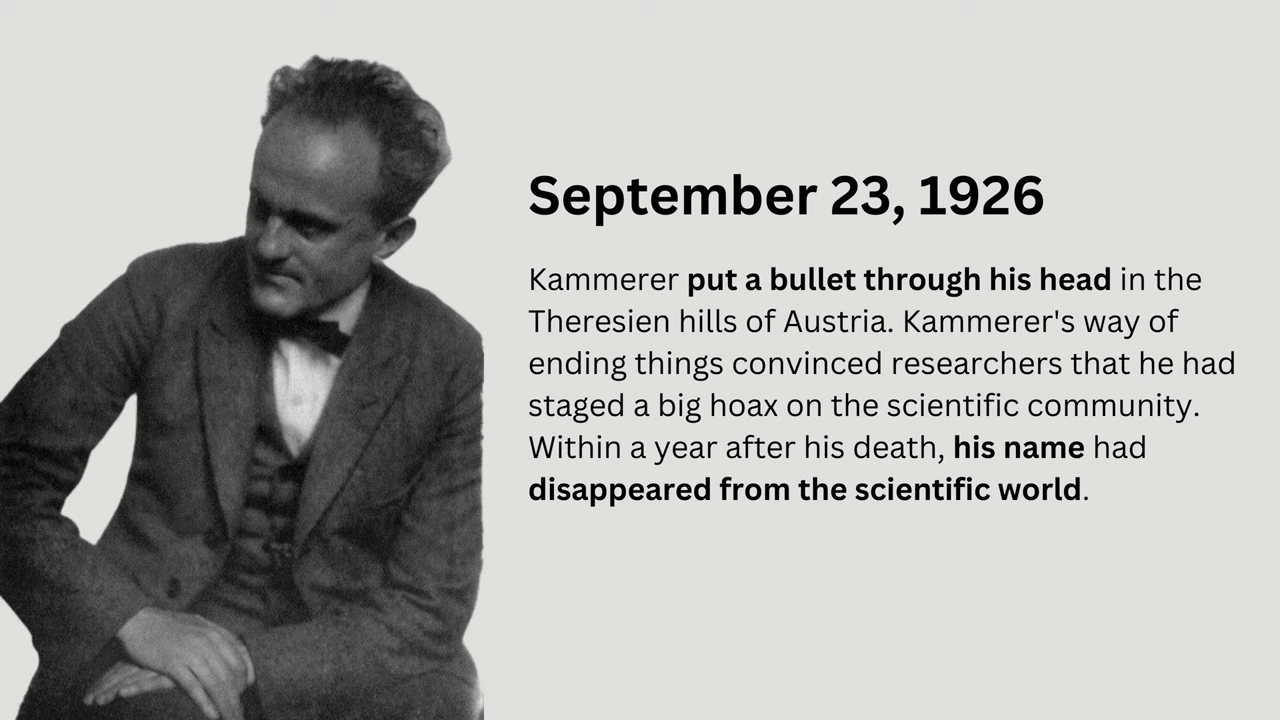 September 23, 1926
Kammerer put a bullet through his head in the
Theresien hills of Austria. Kammerer's way of
ending things convinced researchers that he had
staged a big hoax on the scientific community.
Within a year after his death, his name had
disappeared from the scientific world.